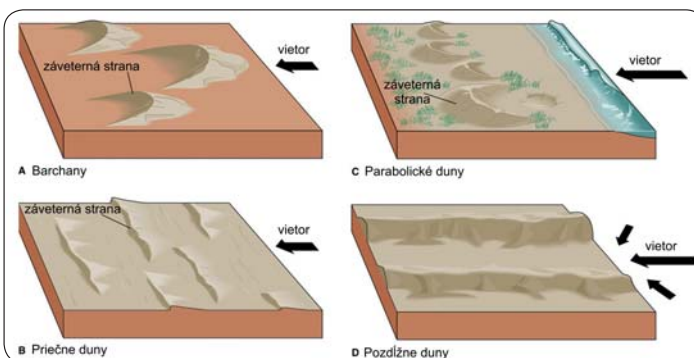 vietor
záveterná strana
A Barchany
vietor
záveterná
strana
C Parabolické duny
záveterná strana
vietor
B Priečne duny
vietor
D Pozdĺžne duny